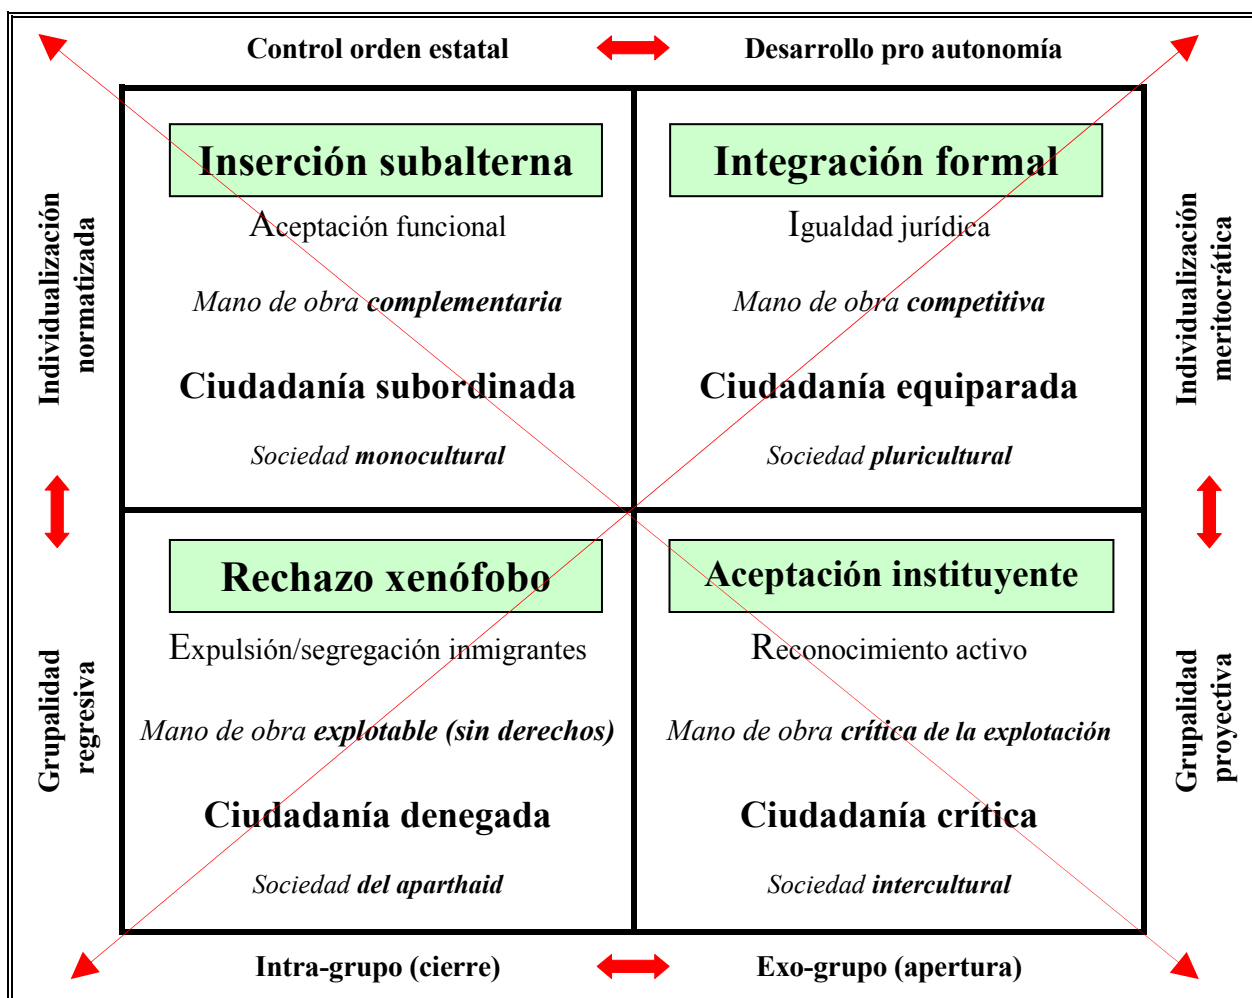 Control orden estatal
Desarrollo pro autonomía
Individualización
normatizada
Inserción subalterna
Aceptación funcional
Mano de obra complementaria
Ciudadanía subordinada
Sociedad monocultural
Integración formal
Igualdad jurídica
Mano de obra competitiva
Ciudadanía equiparada
Sociedad pluricultural
Individualización
meritocrática
Grupalidad
regresiva
Rechazo xenófobo
Expulsión/segregación inmigrantes
Mano de obra explotable (sin derechos)
Ciudadanía denegada
Sociedad del aparthaid
Aceptación instituyente
Reconocimiento activo
Mano de obra crítica de la explotación
Ciudadanía crítica
Sociedad intercultural
Grupalidad
proyectiva
Intra-grupo (cierre)
Exo-grupo (apertura)